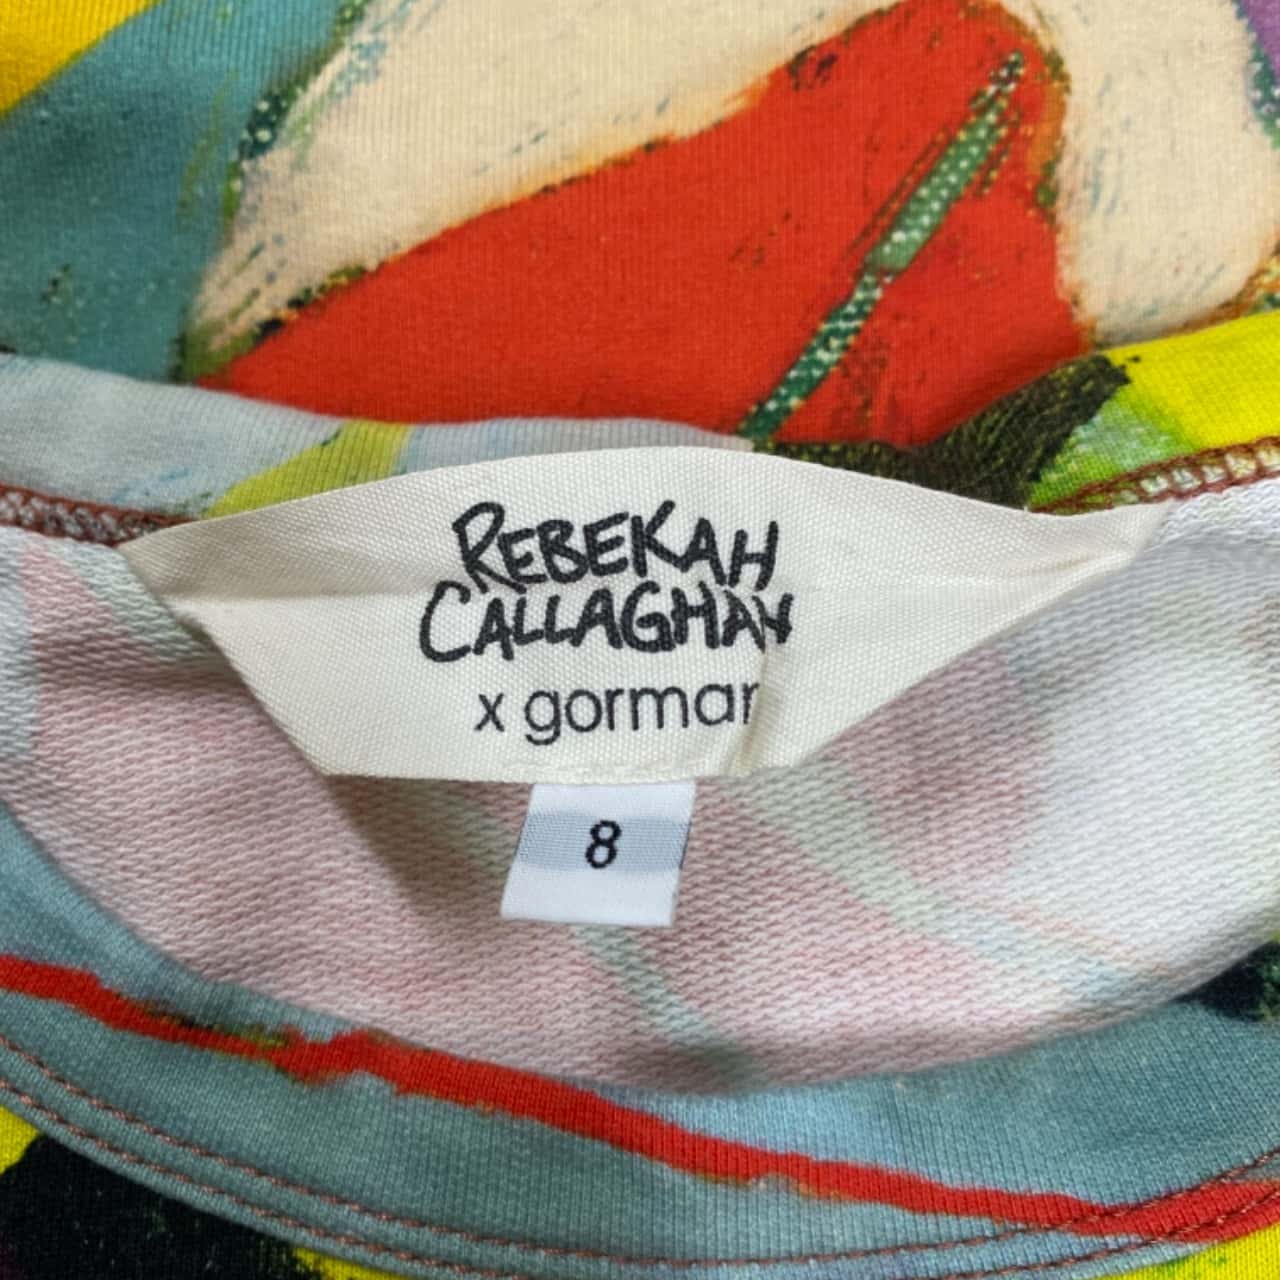 REBEKAH
CALLAGHAN
x gorman
8